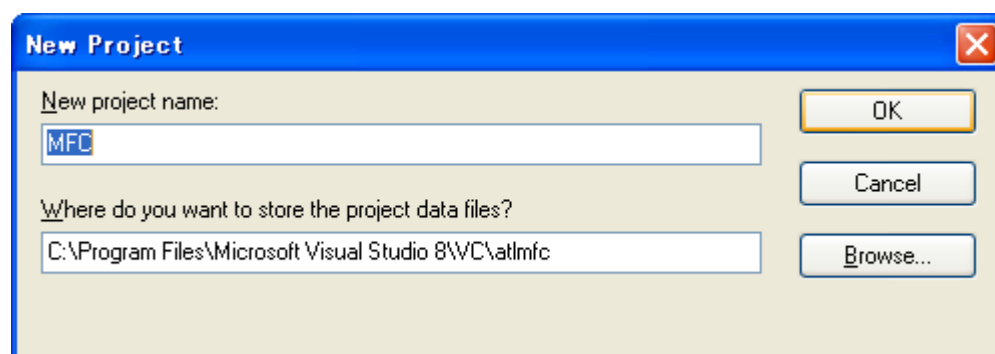 New Project
New project name:
OK
MFC
Cancel
Where do you want to store the project data files?
C:\Program Files\Microsoft Visual Studio 8\VC\atlmfc
Browse...